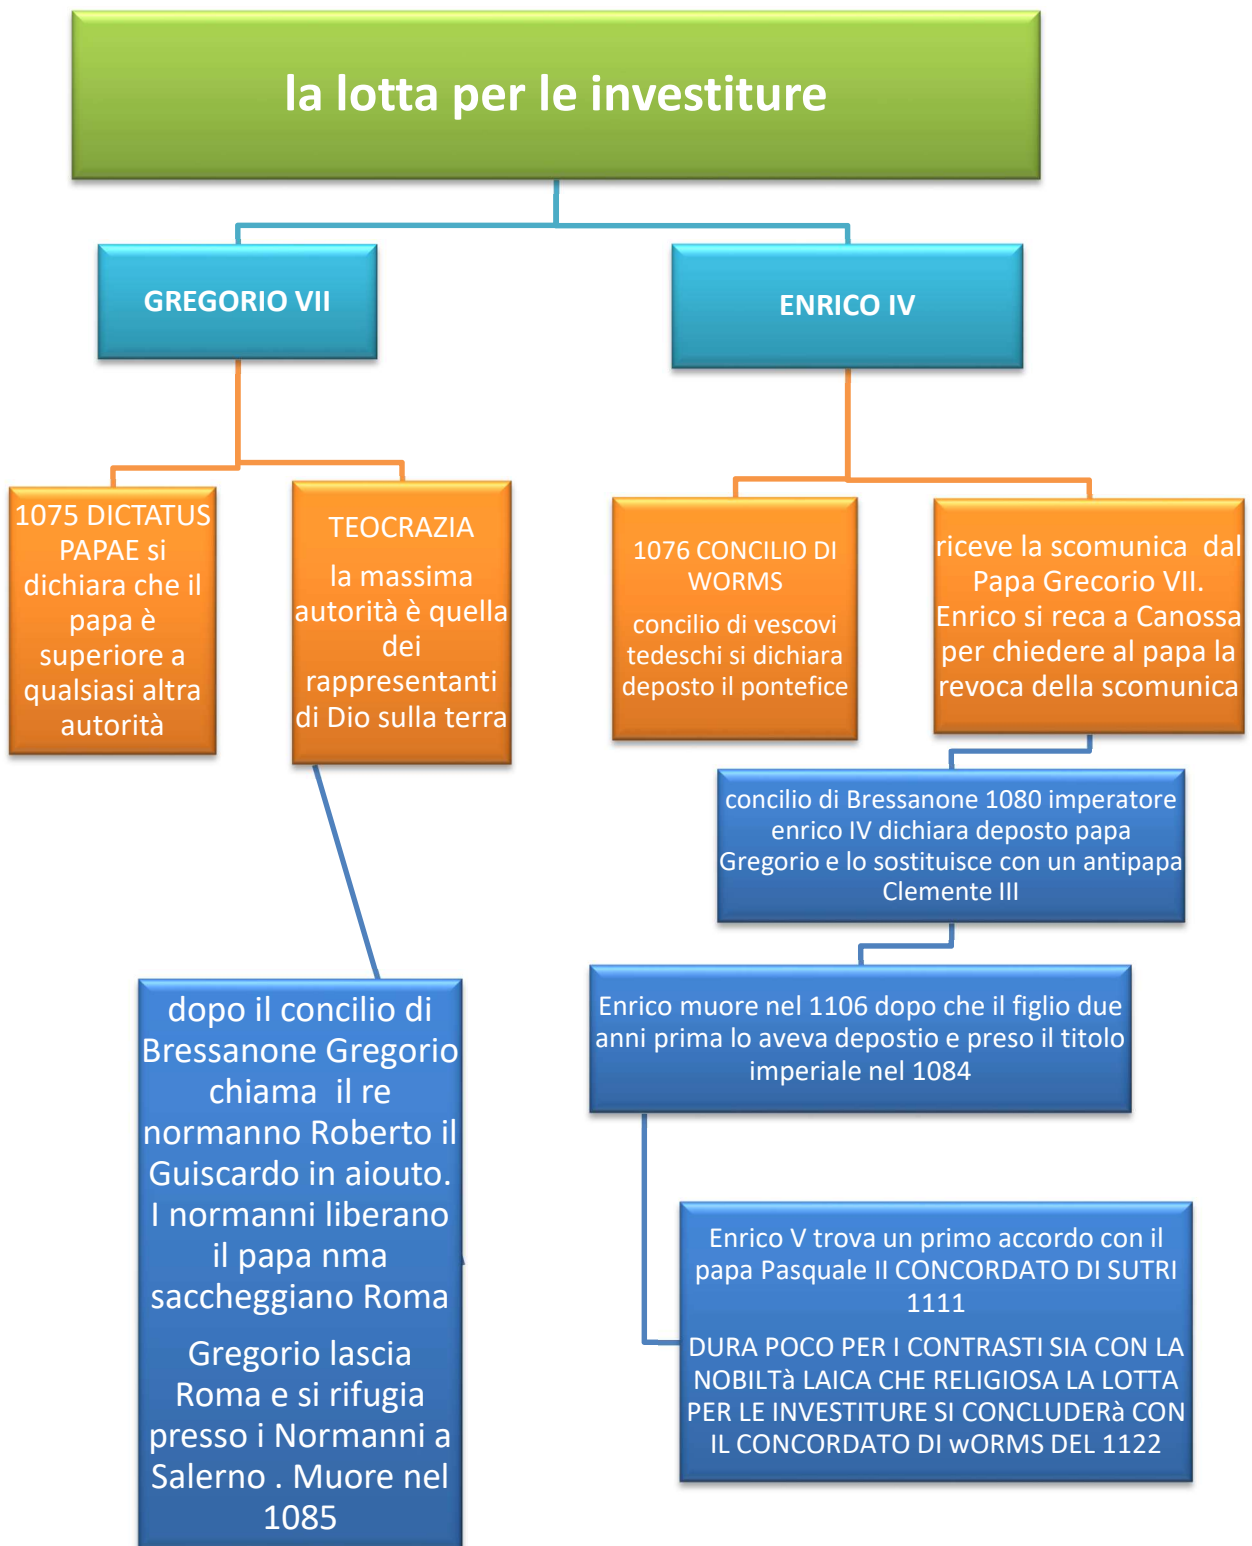 la lotta per le investiture
GREGORIO VII
ENRICO IV
1075 DICTATUS
PAPAE si
dichiara che il
papa è
superiore a
qualsiasi altra
autorità
TEOCRAZIA
la massima
autorità è quella
dei
rappresentanti
di Dio sulla terra
1076 CONCILIO DI
WORMS
concilio di vescovi
tedeschi si dichiara
deposto il pontefice
riceve la scomunica dal
Papa Grecorio VII.
Enrico si reca a Canossa
per chiedere al papa la
revoca della scomunica
concilio di Bressanone 1080 imperatore
enrico IV dichiara deposto papa
Gregorio e lo sostituisce con un antipapa
Clemente III
dopo il concilio di
Bressanone Gregorio
chiama il re
normanno Roberto il
Guiscardo in aiouto.
I normanni liberano
il papa nma
saccheggiano Roma
Gregorio lascia
Roma e si rifugia
presso i Normanni a
Salerno . Muore nel
1085
Enrico muore nel 1106 dopo che il figlio due
anni prima lo aveva depostio e preso il titolo
imperiale nel 1084
Enrico V trova un primo accordo con il
papa Pasquale II CONCORDATO DI SUTRI
1111
DURA POCO PER I CONTRASTI SIA CON LA
NOBILTà LAICA CHE RELIGIOSA LA LOTTA
PER LE INVESTITURE SI CONCLUDERà CON
IL CONCORDATO DI wORMS DEL 1122